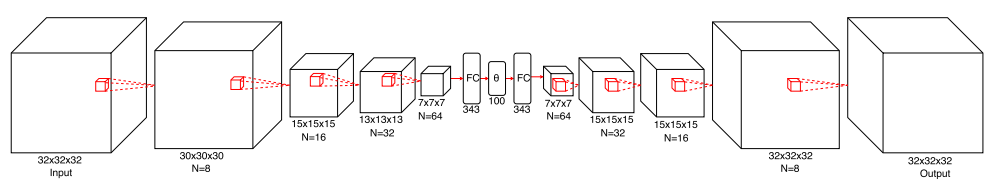 32x32x32
Input
30x30x30
N=8
15x15x15
N=16
13x13x13
N=32
7x7x7
N=64
FC
343
θ
100
FC
343
7x7x7
N=64
15x15x15
N=32
15x15x15
N=16
32x32x32
N=8
32x32x32
Output